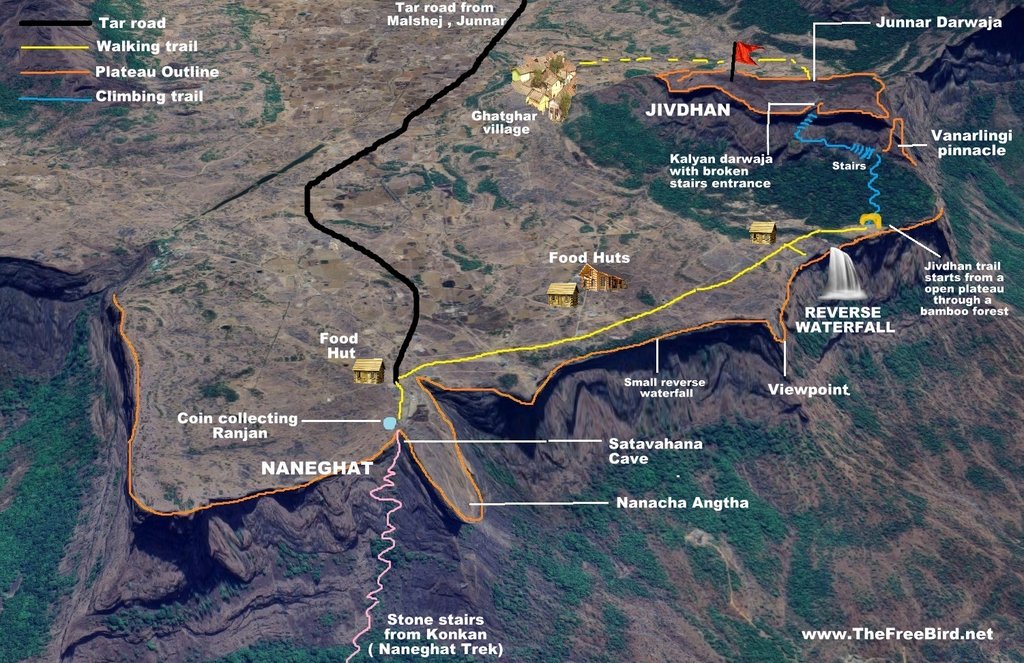 Tar road
Walking trail
Plateau Outline
Climbing trail
Tar road from
Malshej , Junnar
Junnar Darwaja
Ghatghar
village
JIVDHAN
Vanarlingi
pinnacle
Kalyan darwaja
with broken
stairs entrance
Stairs
Food Huts
Jivdhan trail
starts from a
open plateau
through a
bamboo forest
REVERSE
WATERFALL
Food
Hut
Small reverse
waterfall
Viewpoint
Coin collecting
Ranjan
NANEGHAT
Satavahana
Cave
Nanacha Angtha
Stone stairs
from Konkan
( Naneghat Trek)
www.TheFreeBird.net